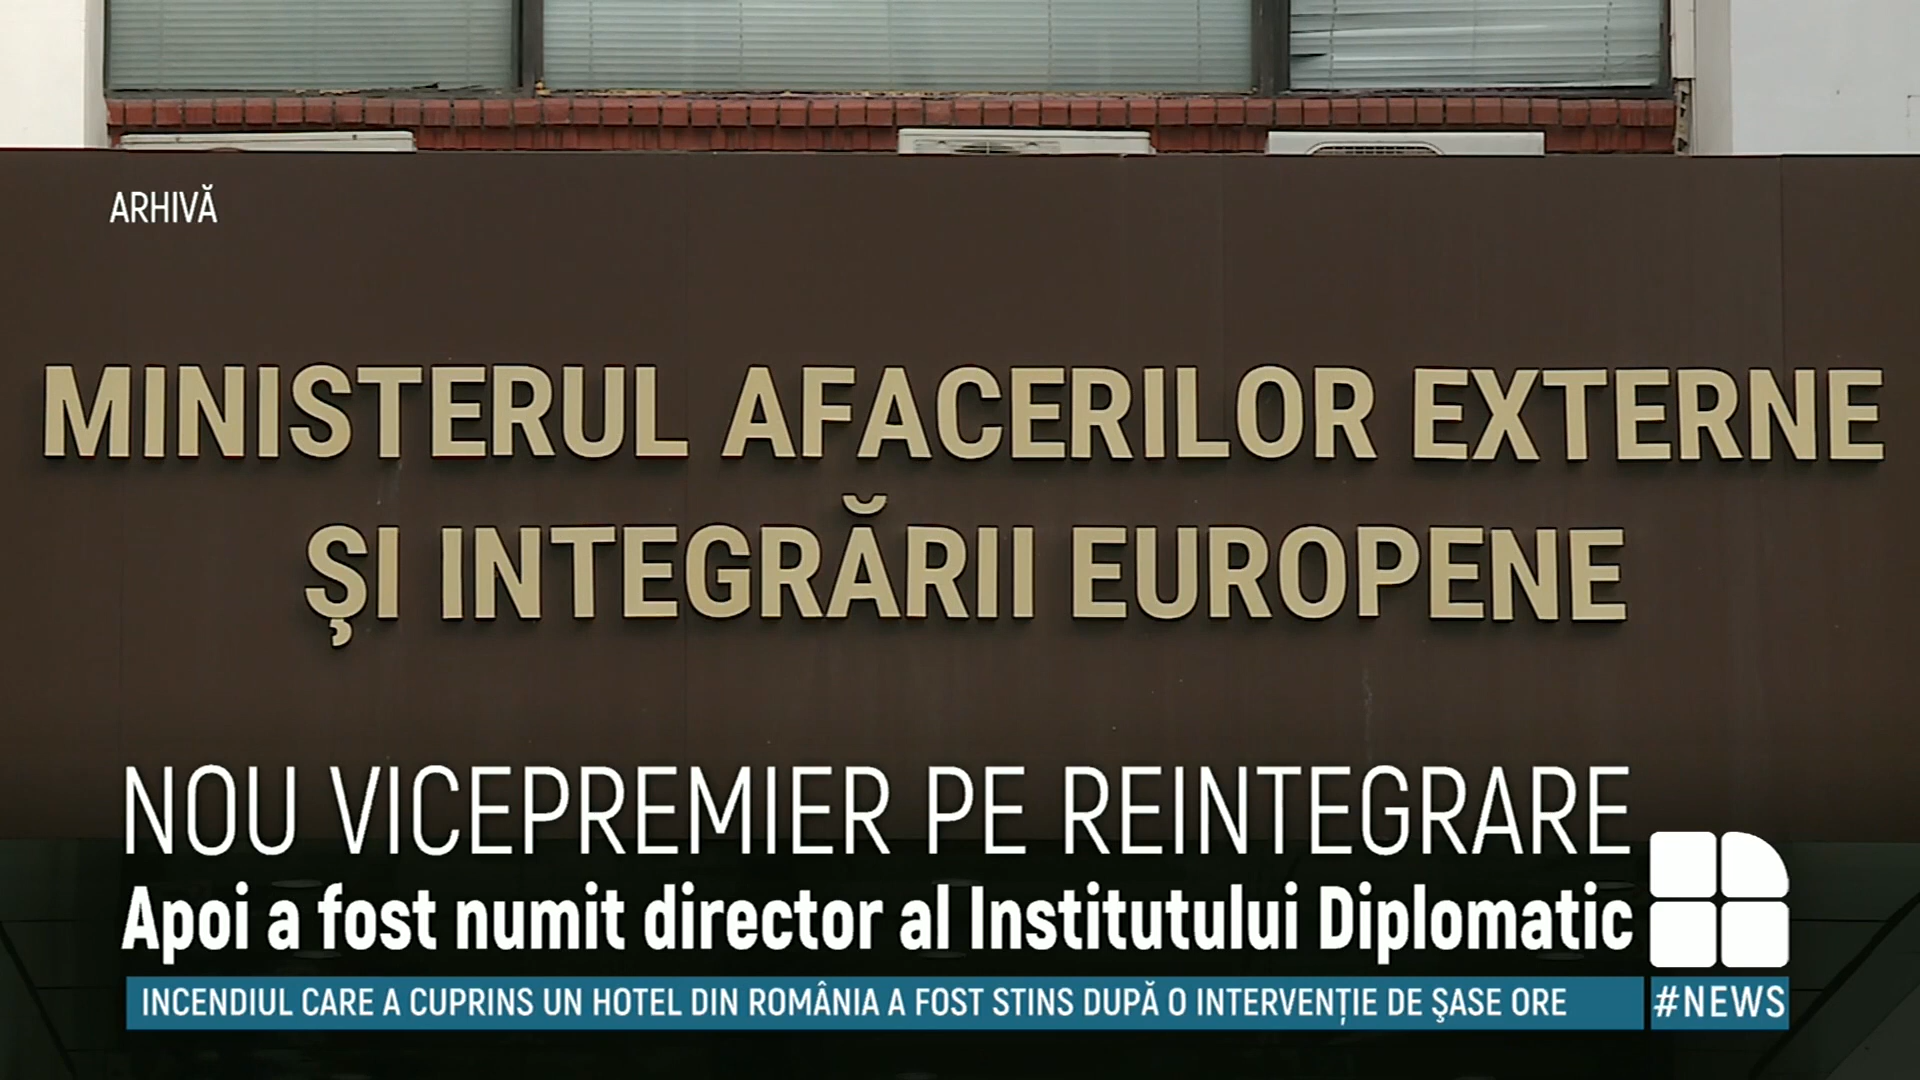 ARHIVĂ
MINISTERUL AFACERILOR EXTERNE
ȘI INTEGRĂRII EUROPENE
NOU VICEPREMIER PE REINTEGRARE
Apoi a fost numit director al Institutului Diplomatic
INCENDIUL CARE A CUPRINS UN HOTEL DIN ROMÂNIA A FOST STINS DUPĂ O INTERVENȚIE DE ŞASE ORE
#NEWS